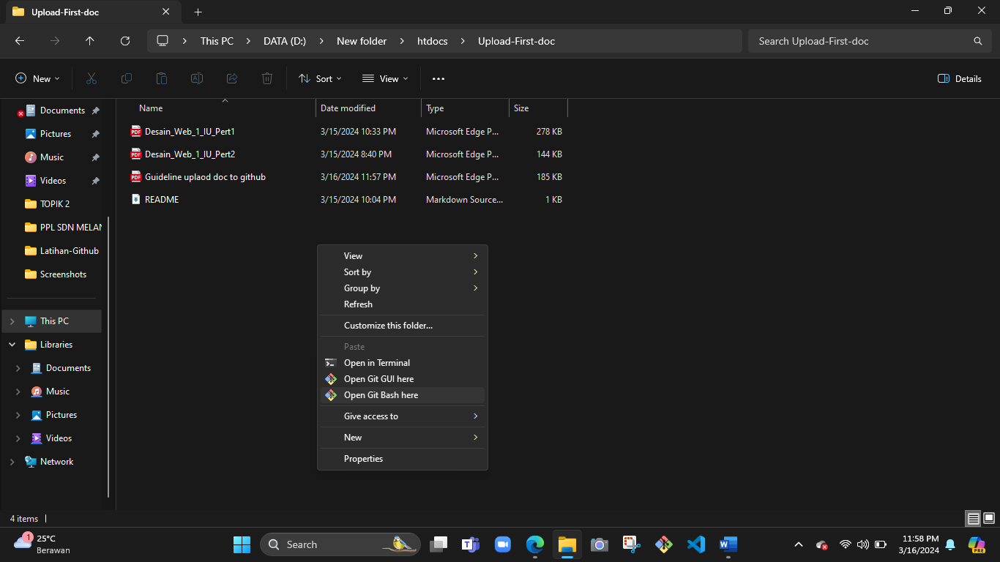 Upload-First-doc
This PC > DATA (D:) > New folder > htdocs > Upload-First-doc
Search Upload-First-doc
New
Sort
View
Details
Documents
Pictures
Music
Videos
TOPIK 2
PPL SDN MELAN
Latihan-Github
Screenshots
This PC
Libraries
Documents
Music
Pictures
Videos
Network
Name Date modified Type Size
Desain_Web_1_IU_Pert1 3/15/2024 10:33 PM Microsoft Edge P... 278 KB
Desain_Web_1_IU_Pert2 3/15/2024 8:40 PM Microsoft Edge P... 144 KB
Guideline uplaod doc to github 3/16/2024 11:57 PM Microsoft Edge P... 185 KB
README 3/15/2024 10:04 PM Markdown Source... 1 KB
View
Sort by
Group by
Refresh
Customize this folder...
Paste
Open in Terminal
Open Git GUI here
Open Git Bash here
Give access to
New
Properties
4 items
1
25°C
Berawan
Search
11:58 PM
3/16/2024
PRE